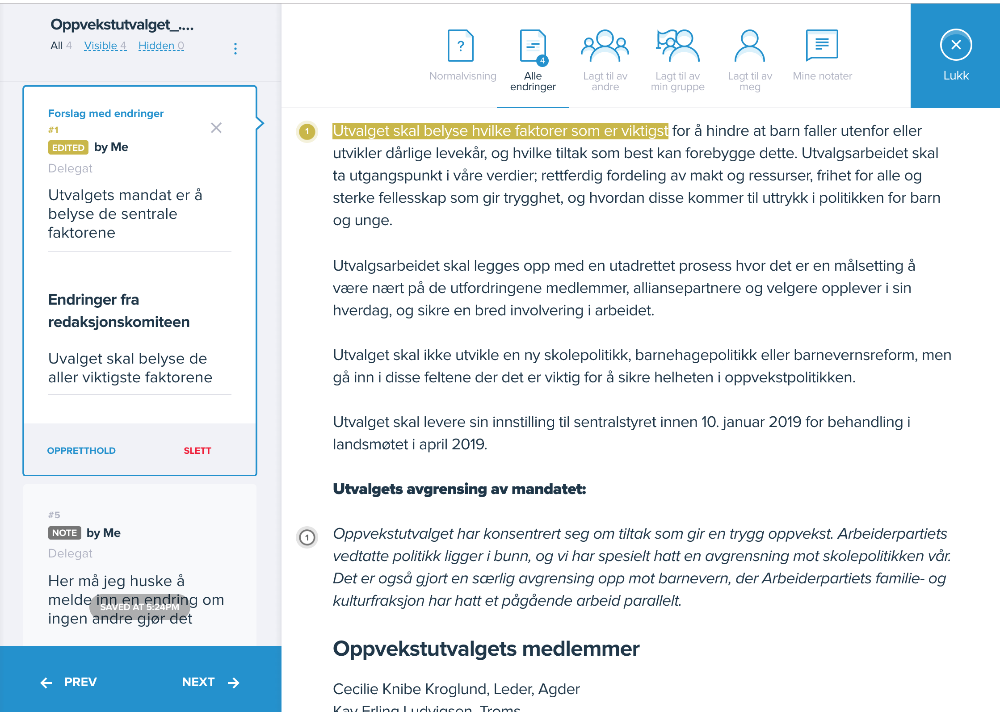 Oppvekstutvalget_....
All 4 Visible 4 Hidden 0
Forslag med endringer
#1
EDITED by Me
Delegat
Utvalgets mandat er å
belyse de sentrale
faktorene
Endringer fra
redaksjonskomiteen
Uvalget skal belyse de
aller viktigste faktorene
OPPRETTHOLD SLETT
#5
NOTE by Me
Delegat
Her må jeg huske å
melde inn en endring om
SAVED AT 5:24PM
ingen andre gjør det
PREV NEXT
?
Normalvisning
4
Alle
endringer
Lagt til av
andre
Lagt til av
min gruppe
Lagt til av
meg
Mine notater
Lukk
1
Utvalget skal belyse hvilke faktorer som er viktigst for å hindre at barn faller utenfor eller
utvikler dårlige levekår, og hvilke tiltak som best kan forebygge dette. Utvalgsarbeidet skal
ta utgangspunkt i våre verdier; rettferdig fordeling av makt og ressurser, frihet for alle og
sterke fellesskap som gir trygghet, og hvordan disse kommer til uttrykk i politikken for barn
og unge.
Utvalgsarbeidet skal legges opp med en utadrettet prosess hvor det er en målsetting å
være nært på de utfordringene medlemmer, alliansepartnere og velgere opplever i sin
hverdag, og sikre en bred involvering i arbeidet.
Utvalget skal ikke utvikle en ny skolepolitikk, barnehagepolitikk eller barnevernsreform, men
gå inn i disse feltene der det er viktig for å sikre helheten i oppvekstpolitikken.
Utvalget skal levere sin innstilling til sentralstyret innen 10. januar 2019 for behandling i
landsmøtet i april 2019.
Utvalgets avgrensing av mandatet:
1
Oppvekstutvalget har konsentrert seg om tiltak som gir en trygg oppvekst. Arbeiderpartiets
vedtatte politikk ligger i bunn, og vi har spesielt hatt en avgrensning mot skolepolitikken vår.
Det er også gjort en særlig avgrensing opp mot barnevern, der Arbeiderpartiets familie- og
kulturfraksjon har hatt et pågående arbeid parallelt.
Oppvekstutvalgets medlemmer
Cecilie Knibe Kroglund, Leder, Agder
Kay Erling Ludvigsen, Troms